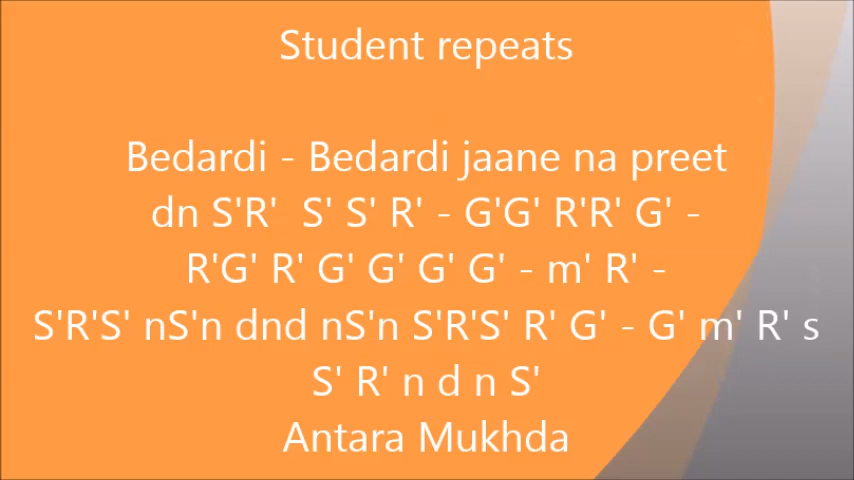 Student repeats
Bedardi - Bedardi jaane na preet
dn S'R'  S' S' R' - G'G' R'R' G' -
R'G' R' G' G' G' G' - m' R' -
S'R'S' nS'n dnd nS'n S'R'S' R' G' - G' m' R' s
S' R' n d n S'
Antara Mukhda